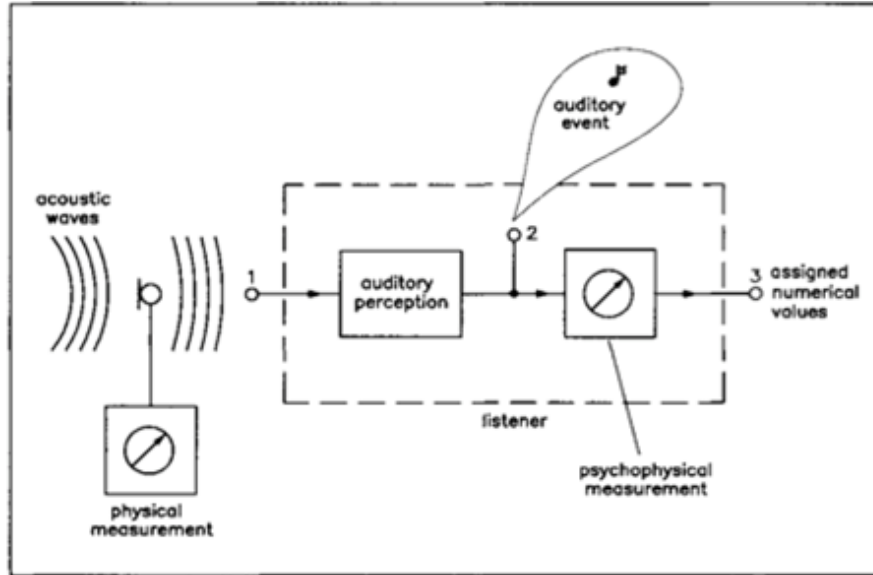 auditory
event
acoustic
waves
1
2
3
auditory
perception
assigned
numerical
values
listener
physical
measurement
psychophysical
measurement